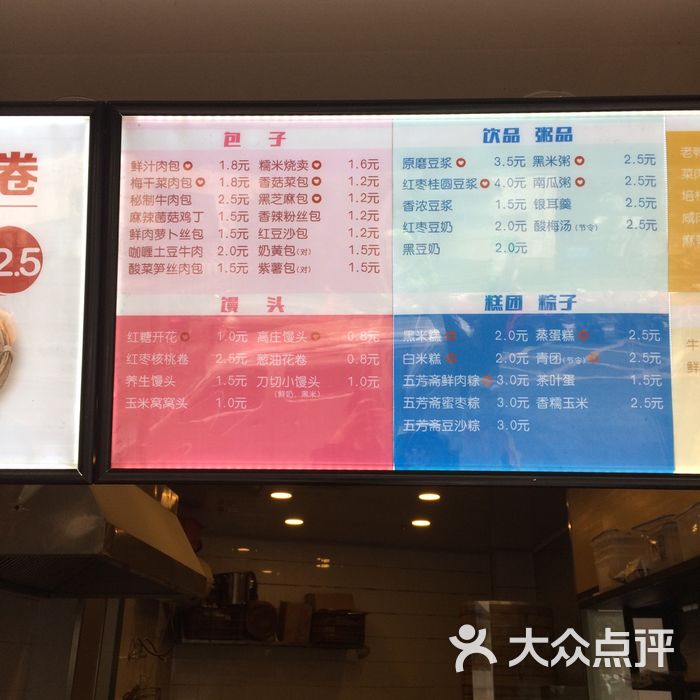 卷
2.5
包 子
鲜汁肉包 1.8元 糯米烧卖 1.6元
梅干菜肉包 1.8元 香菇菜包 1.5元
秘制牛肉包 2.5元 黑芝麻包 1.5元
麻辣菌菇鸡丁 1.5元 香辣粉丝包 1.2元
鲜肉萝卜丝包 1.5元 红豆沙包 1.2元
咖喱土豆牛肉 2.0元 奶黄包(对) 1.5元
酸菜笋丝肉包 1.5元 紫薯包(对) 1.5元
馒 头
红糖开花 1.0元 高庄馒头 0.8元
红枣核桃卷 2.5元 葱油花卷 0.8元
养生馒头 1.5元 刀切小馒头 1.0元
(鲜奶、黑米)
玉米窝窝头 1.0元
饮品 粥品
原磨豆浆 3.5元 黑米粥 2.5元
红枣桂圆豆浆 4.0元 南瓜粥 2.5元
香浓豆浆 1.5元 银耳羹 2.5元
红枣豆奶 2.0元 酸梅汤(节令) 2.5元
黑豆奶 2.0元
糕团 粽子
黑米糕 2.0元 蒸蛋糕 2.5元
白米糕 2.0元 青团(节令) 2.5元
五芳斋鲜肉粽 3.0元 茶叶蛋 1.5元
五芳斋蜜枣粽 3.0元 香糯玉米 2.5元
五芳斋豆沙粽 3.0元
老鸭
菜肉
培根
咸
麻
牛
鲜
大众点评